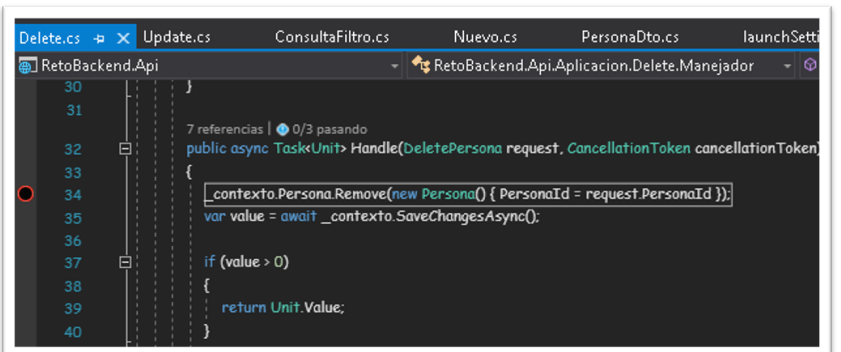 Delete.cs Update.cs ConsultaFiltro.cs Nuevo.cs PersonaDto.cs launchSetti
RetoBackend.Api RetoBackend.Api.Aplicacion.Delete.Manejador
30 }
31
7 referencias | 0/3 pasando
32 public async Task<Unit> Handle(DeletePersona request, CancellationToken cancellationToken)
33 {
34 _contexto.Persona.Remove(new Persona() { PersonaId = request.PersonaId });
35 var value = await _contexto.SaveChangesAsync();
36
37 if (value > 0)
38 {
39 return Unit.Value;
40 }